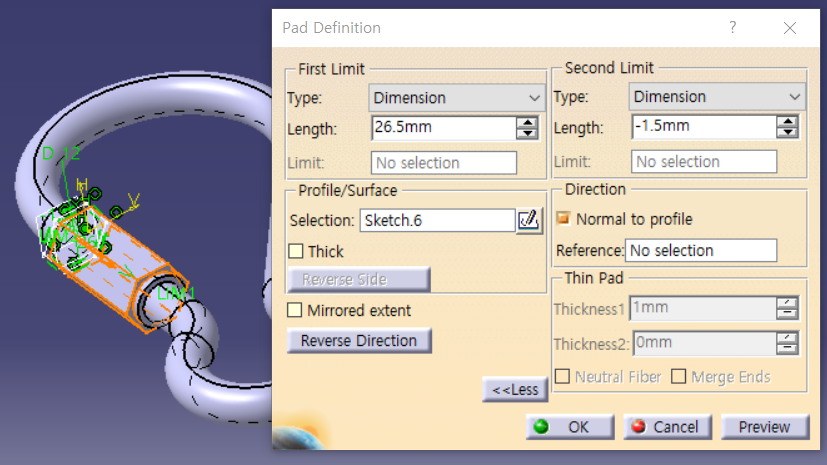 Pad Definition
?
First Limit
Type: Dimension
Length: 26.5mm
Limit: No selection
Second Limit
Type: Dimension
Length: -1.5mm
Limit: No selection
Profile/Surface
Selection: Sketch.6
Thick
Reverse Side
Mirrored extent
Reverse Direction
Direction
Normal to profile
Reference: No selection
Thin Pad
Thickness1 1mm
Thickness2: 0mm
Neutral Fiber Merge Ends
<<Less
OK Cancel Preview
D 12
H
V
LIM1